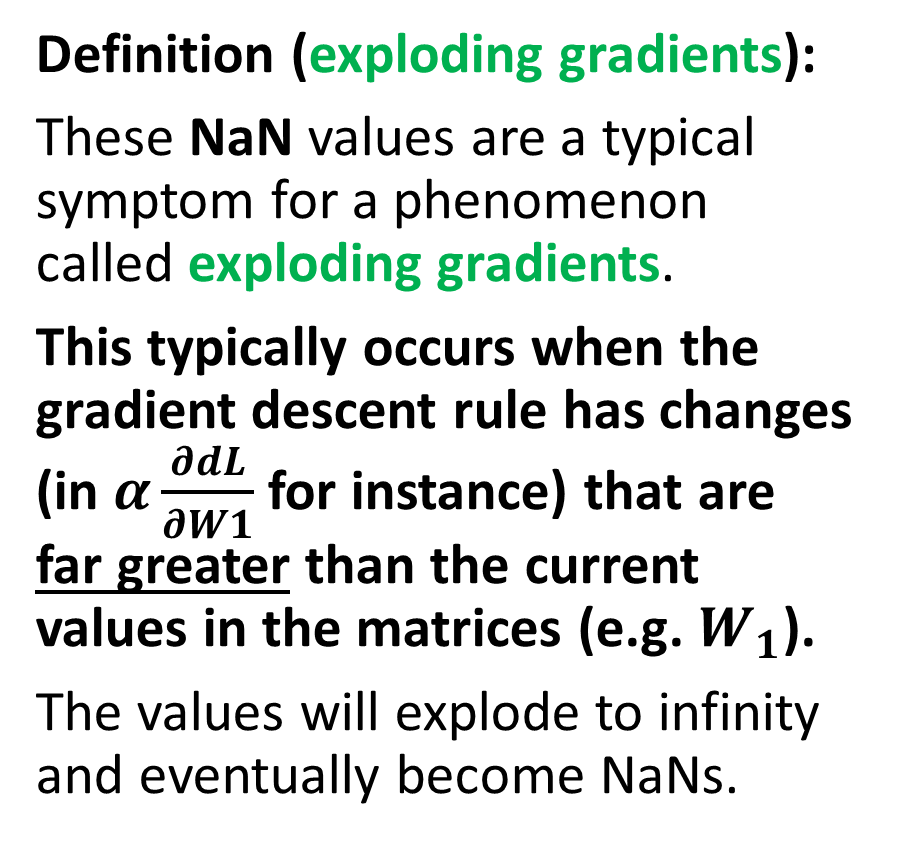 Definition (exploding gradients):
These NaN values are a typical
symptom for a phenomenon
called exploding gradients.
This typically occurs when the
gradient descent rule has changes
(in α ∂dL/∂W1 for instance) that are
far greater than the current
values in the matrices (e.g. W₁).
The values will explode to infinity
and eventually become NaNs.